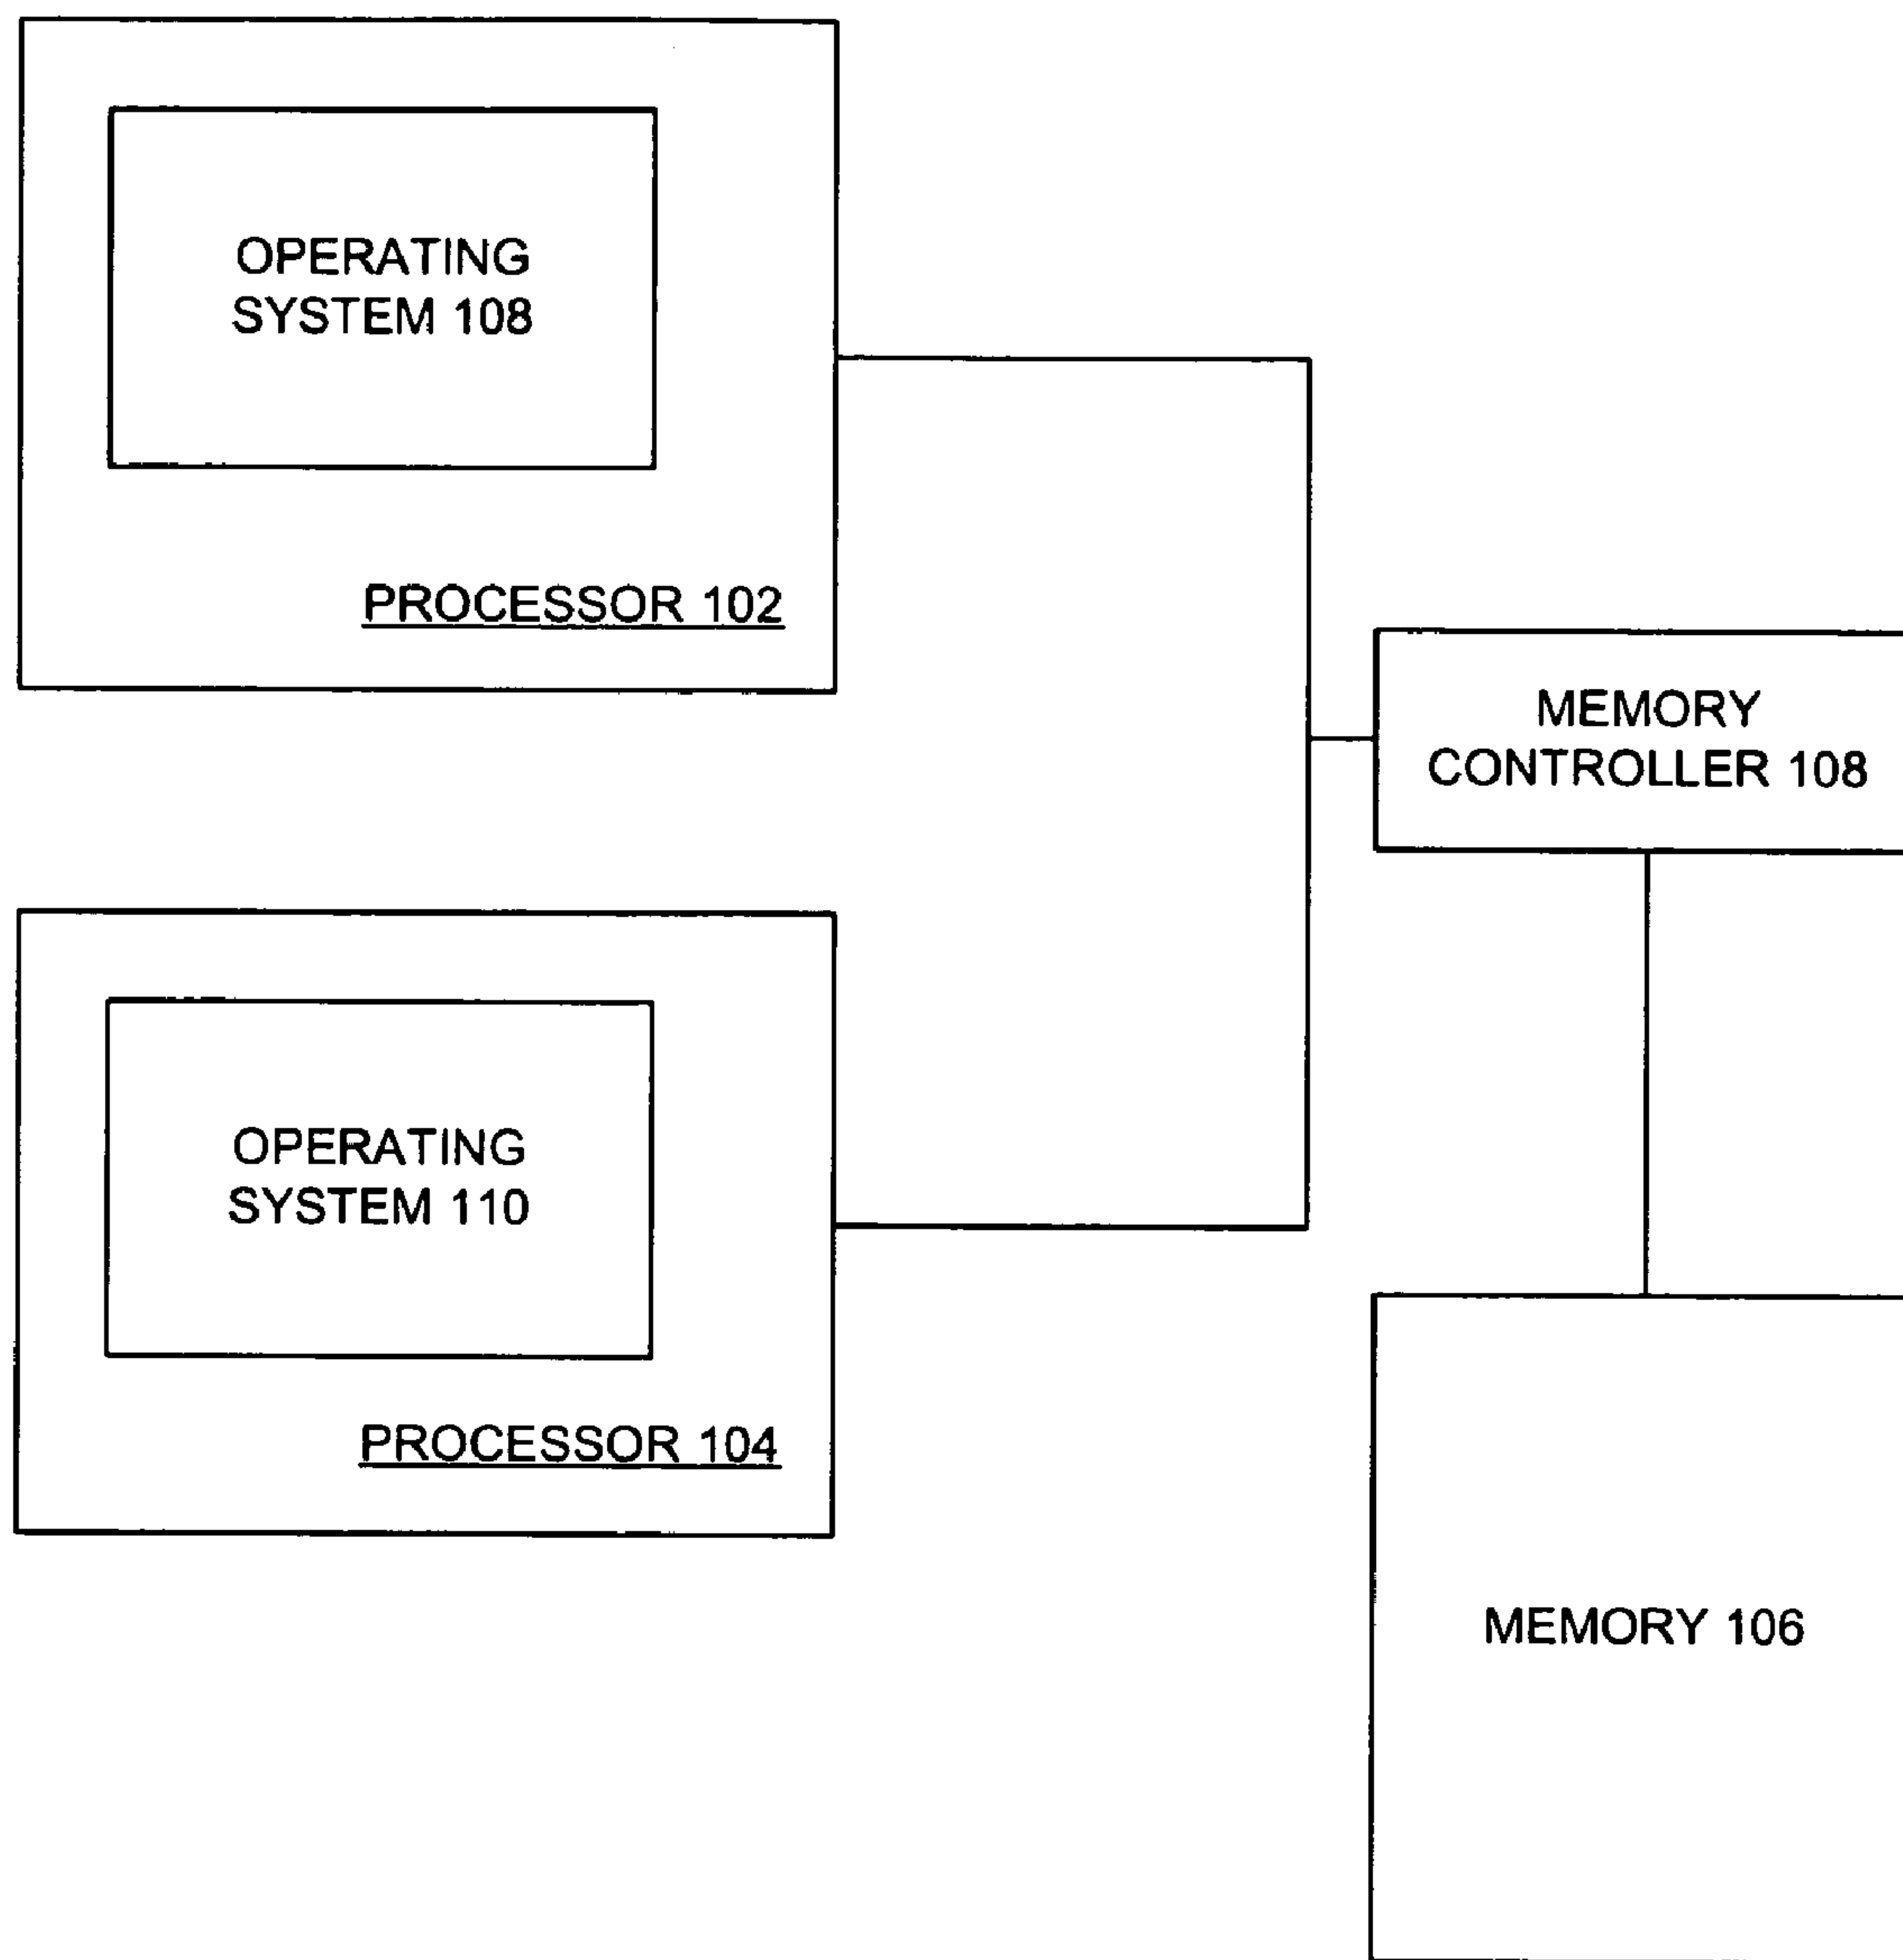 OPERATING
SYSTEM 108
PROCESSOR 102
MEMORY
CONTROLLER 108
OPERATING
SYSTEM 110
PROCESSOR 104
MEMORY 106